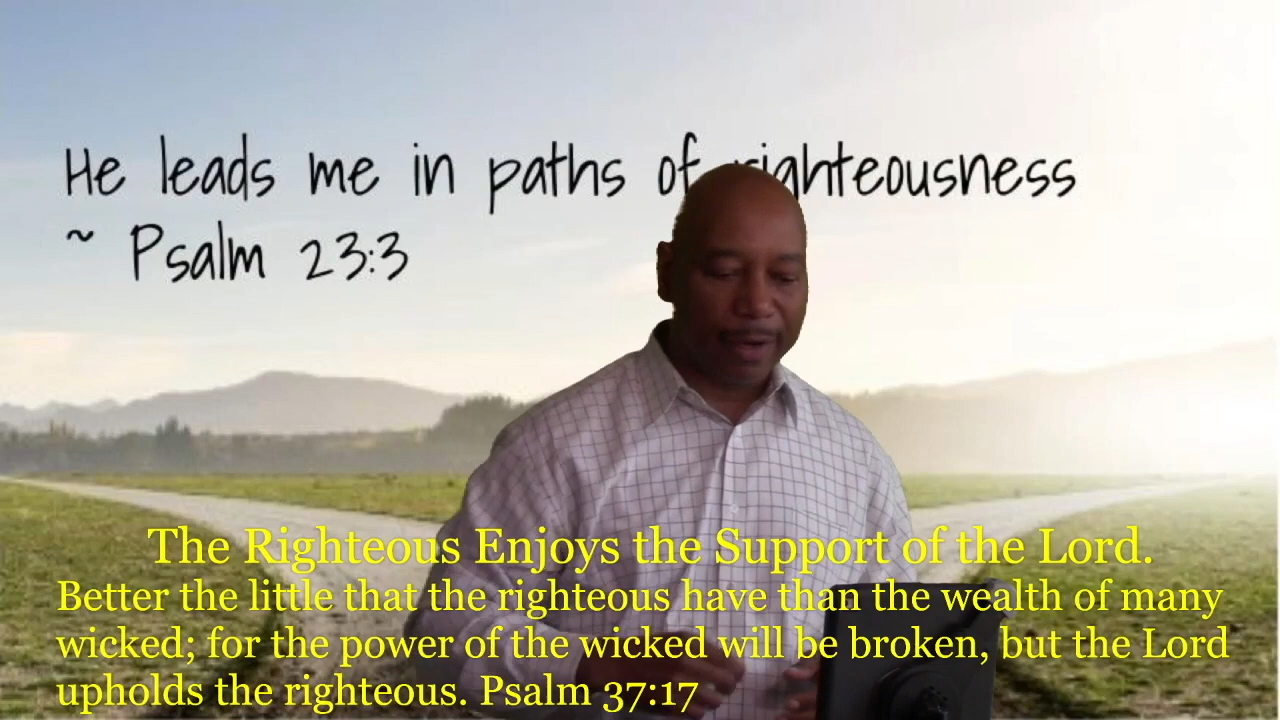 He leads me in paths of righteousness
~ Psalm 23:3
The Righteous Enjoys the Support of the Lord.
Better the little that the righteous have than the wealth of many
wicked; for the power of the wicked will be broken, but the Lord
upholds the righteous. Psalm 37:17